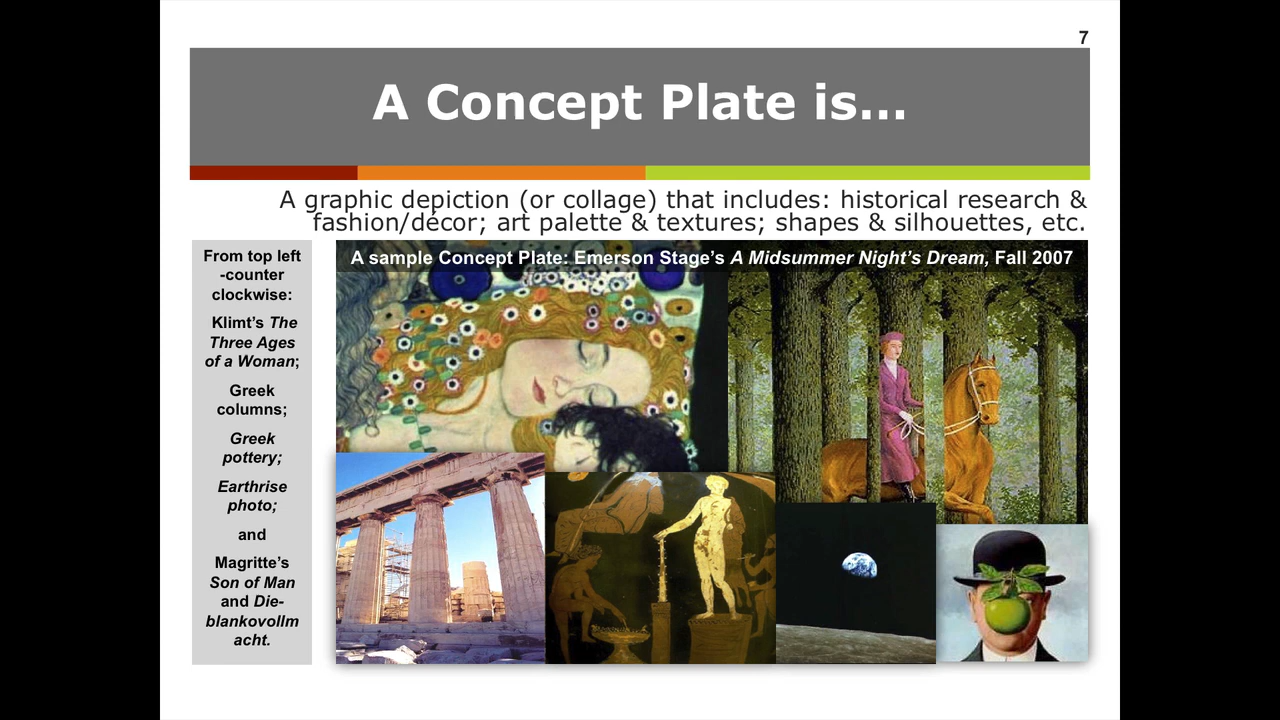 7
A Concept Plate is...
A graphic depiction (or collage) that includes: historical research &
fashion/décor; art palette & textures; shapes & silhouettes, etc.
From top left
-counter
clockwise:
Klimt's The
Three Ages
of a Woman;
Greek
columns;
Greek
pottery;
Earthrise
photo;
and
Magritte's
Son of Man
and Die-
blankovollm
acht.
A sample Concept Plate: Emerson Stage's A Midsummer Night's Dream, Fall 2007